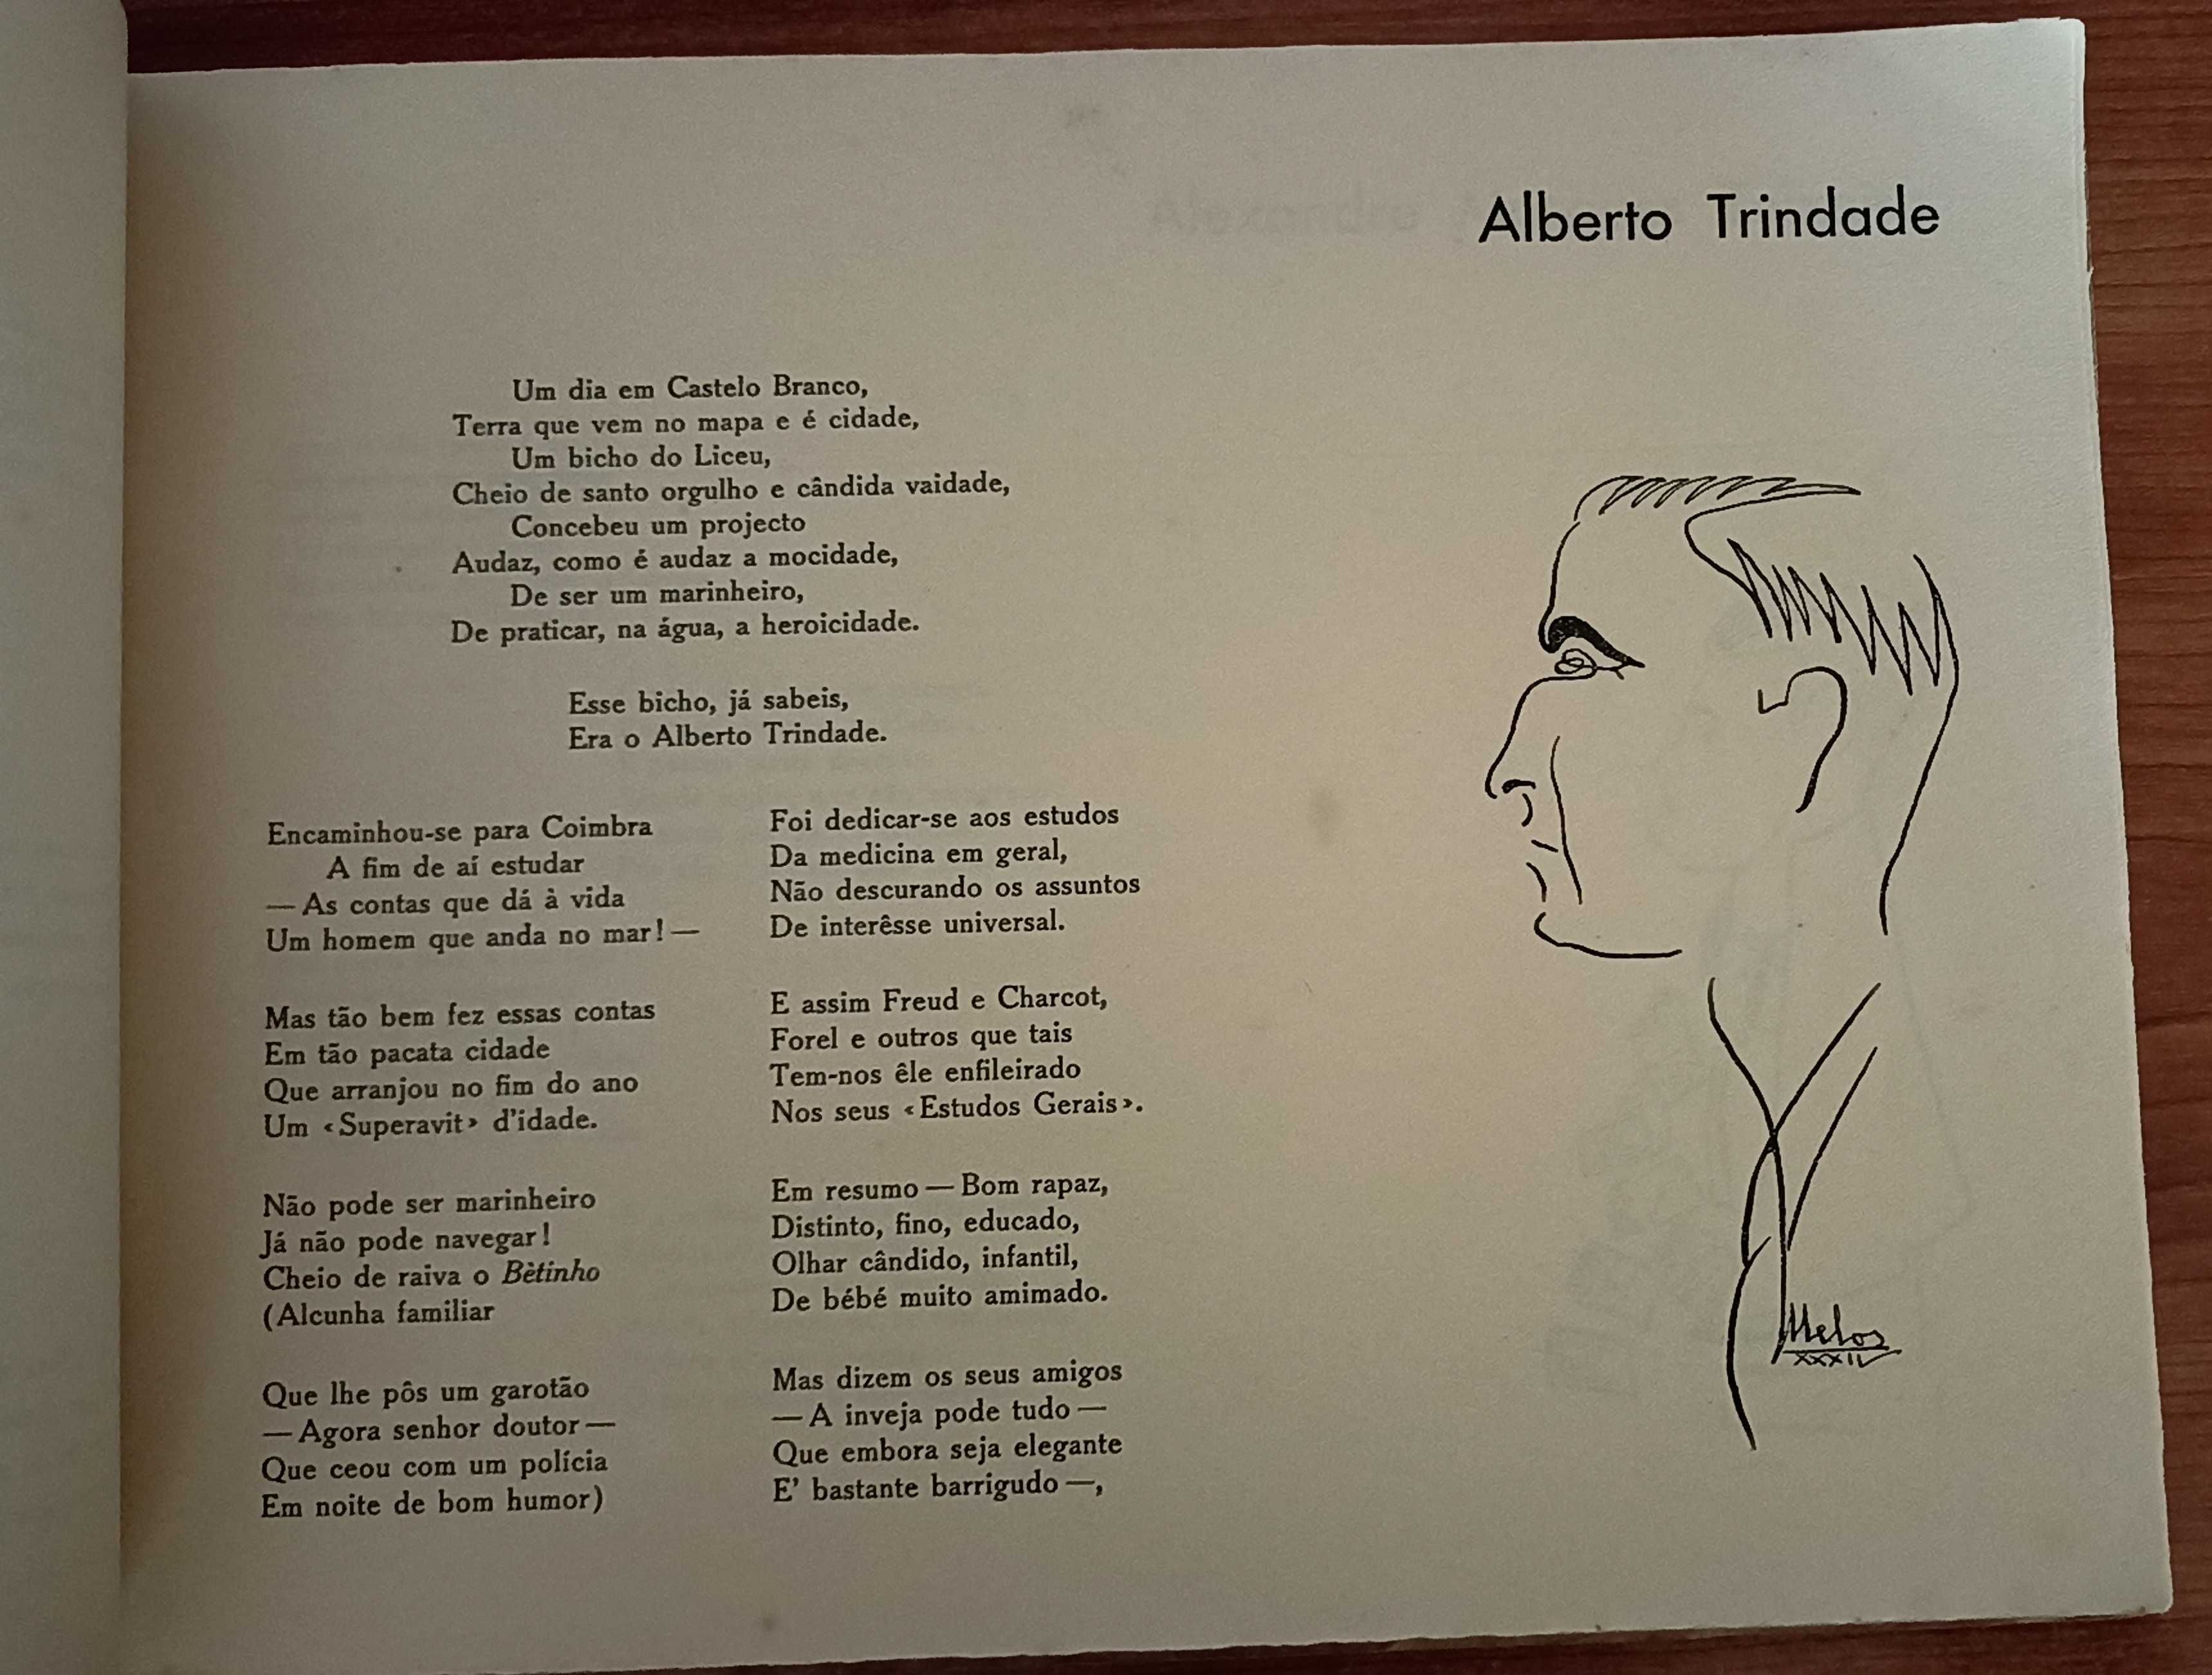 Alberto Trindade
Um dia em Castelo Branco,
Terra que vem no mapa e é cidade,
Um bicho do Liceu,
Cheio de santo orgulho e cândida vaidade,
Concebeu um projecto
Audaz, como é audaz a mocidade,
De ser um marinheiro,
De praticar, na água, a heroicidade.
Esse bicho, já sabeis,
Era o Alberto Trindade.
Encaminhou-se para Coimbra
A fim de aí estudar
— As contas que dá à vida
Um homem que anda no mar! —
Mas tão bem fez essas contas
Em tão pacata cidade
Que arranjou no fim do ano
Um «Superavit» d'idade.
Não pode ser marinheiro
Já não pode navegar!
Cheio de raiva o Bètinho
(Alcunha familiar
Que lhe pôs um garotão
— Agora senhor doutor —
Que ceou com um polícia
Em noite de bom humor)
Foi dedicar-se aos estudos
Da medicina em geral,
Não descurando os assuntos
De interêsse universal.
E assim Freud e Charcot,
Forel e outros que tais
Tem-nos êle enfileirado
Nos seus «Estudos Gerais».
Em resumo — Bom rapaz,
Distinto, fino, educado,
Olhar cândido, infantil,
De bébé muito amimado.
Mas dizem os seus amigos
— A inveja pode tudo —
Que embora seja elegante
E' bastante barrigudo —,
Melos
XXXIV